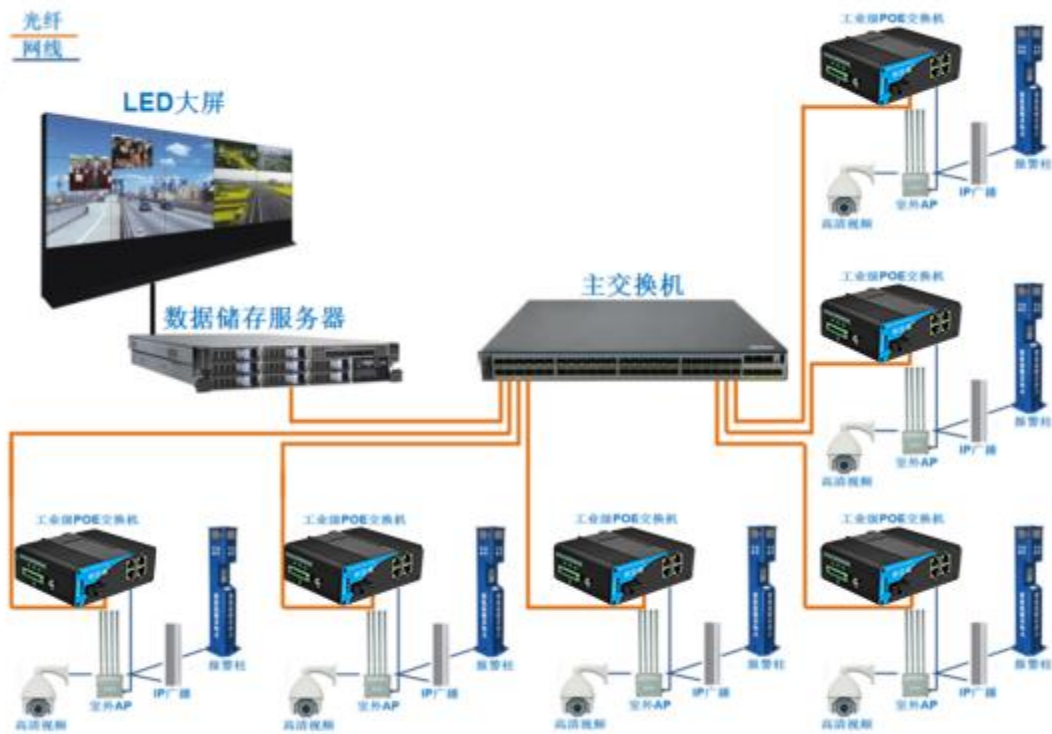 光纤
网线
LED大屏
数据储存服务器
主交换机
工业级POE交换机
高清视频
室外AP
IP广播
报警柱
工业级POE交换机
高清视频
室外AP
IP广播
报警柱
工业级POE交换机
高清视频
室外AP
IP广播
报警柱
工业级POE交换机
高清视频
室外AP
IP广播
报警柱
工业级POE交换机
高清视频
室外AP
IP广播
报警柱
工业级POE交换机
高清视频
室外AP
IP广播
报警柱